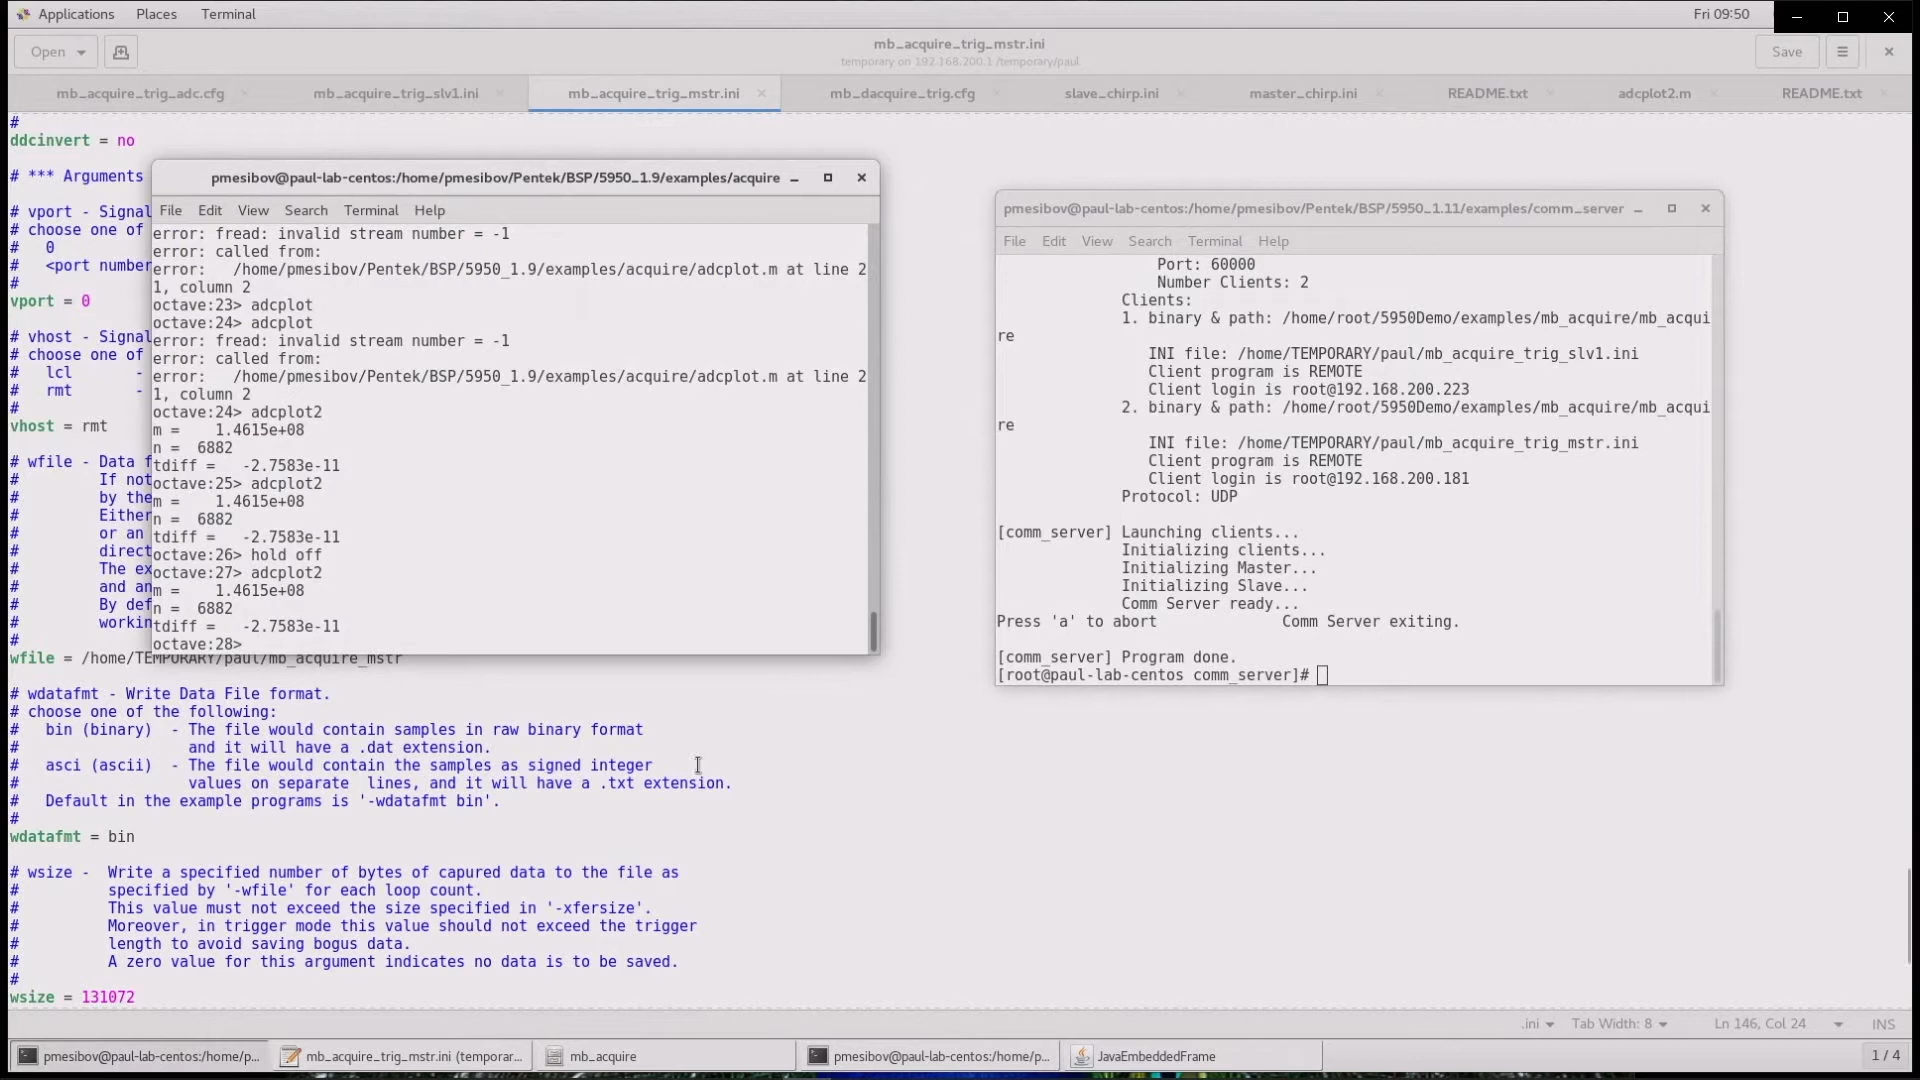 Applications Places Terminal Fri 09:50
Open mb_acquire_trig_mstr.ini Save
temporary on 192.168.200.1 /temporary/paul
mb_acquire_trig_adc.cfg mb_acquire_trig_slv1.ini mb_acquire_trig_mstr.ini mb_dacquire_trig.cfg slave_chirp.ini master_chirp.ini README.txt adcplot2.m README.txt
#
ddcinvert = no
# *** Arguments
# vport - Signal
# choose one of
# 0
# <port number
#
vport = 0
# vhost - Signal
# choose one of
# lcl -
# rmt -
#
vhost = rmt
# wfile - Data f
# If not
# by the
# Either
# or an
# direct
# The ex
# and an
# By def
# workin
#
wfile = /home/TEMPORARY/paul/mb_acquire_mstr
# wdatafmt - Write Data File format.
# choose one of the following:
# bin (binary) - The file would contain samples in raw binary format
# and it will have a .dat extension.
# asci (ascii) - The file would contain the samples as signed integer
# values on separate lines, and it will have a .txt extension.
# Default in the example programs is '-wdatafmt bin'.
#
wdatafmt = bin
# wsize - Write a specified number of bytes of capured data to the file as
# specified by '-wfile' for each loop count.
# This value must not exceed the size specified in '-xfersize'.
# Moreover, in trigger mode this value should not exceed the trigger
# length to avoid saving bogus data.
# A zero value for this argument indicates no data is to be saved.
#
wsize = 131072
pmesibov@paul-lab-centos:/home/pmesibov/Pentek/BSP/5950_1.9/examples/acquire
File Edit View Search Terminal Help
error: fread: invalid stream number = -1
error: called from:
error: /home/pmesibov/Pentek/BSP/5950_1.9/examples/acquire/adcplot.m at line 2
1, column 2
octave:23> adcplot
octave:24> adcplot
error: fread: invalid stream number = -1
error: called from:
error: /home/pmesibov/Pentek/BSP/5950_1.9/examples/acquire/adcplot.m at line 2
1, column 2
octave:24> adcplot2
m = 1.4615e+08
n = 6882
tdiff = -2.7583e-11
octave:25> adcplot2
m = 1.4615e+08
n = 6882
tdiff = -2.7583e-11
octave:26> hold off
octave:27> adcplot2
m = 1.4615e+08
n = 6882
tdiff = -2.7583e-11
octave:28>
pmesibov@paul-lab-centos:/home/pmesibov/Pentek/BSP/5950_1.11/examples/comm_server
File Edit View Search Terminal Help
Port: 60000
Number Clients: 2
Clients:
1. binary & path: /home/root/5950Demo/examples/mb_acquire/mb_acqui
re
INI file: /home/TEMPORARY/paul/mb_acquire_trig_slv1.ini
Client program is REMOTE
Client login is root@192.168.200.223
2. binary & path: /home/root/5950Demo/examples/mb_acquire/mb_acqui
re
INI file: /home/TEMPORARY/paul/mb_acquire_trig_mstr.ini
Client program is REMOTE
Client login is root@192.168.200.181
Protocol: UDP
[comm_server] Launching clients...
Initializing clients...
Initializing Master...
Initializing Slave...
Comm Server ready...
Press 'a' to abort Comm Server exiting.
[comm_server] Program done.
[root@paul-lab-centos comm_server]#
.ini Tab Width: 8 Ln 146, Col 24 INS
pmesibov@paul-lab-centos:/home/p... mb_acquire_trig_mstr.ini (temporar... mb_acquire pmesibov@paul-lab-centos:/home/p... JavaEmbeddedFrame 1 / 4